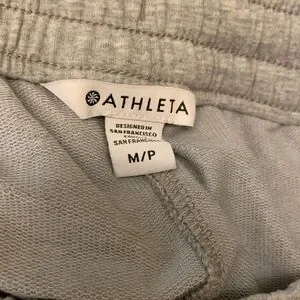 ATHLETA
DESIGNED IN
SAN FRANCISCO
SAN FRANCISCO
M/P